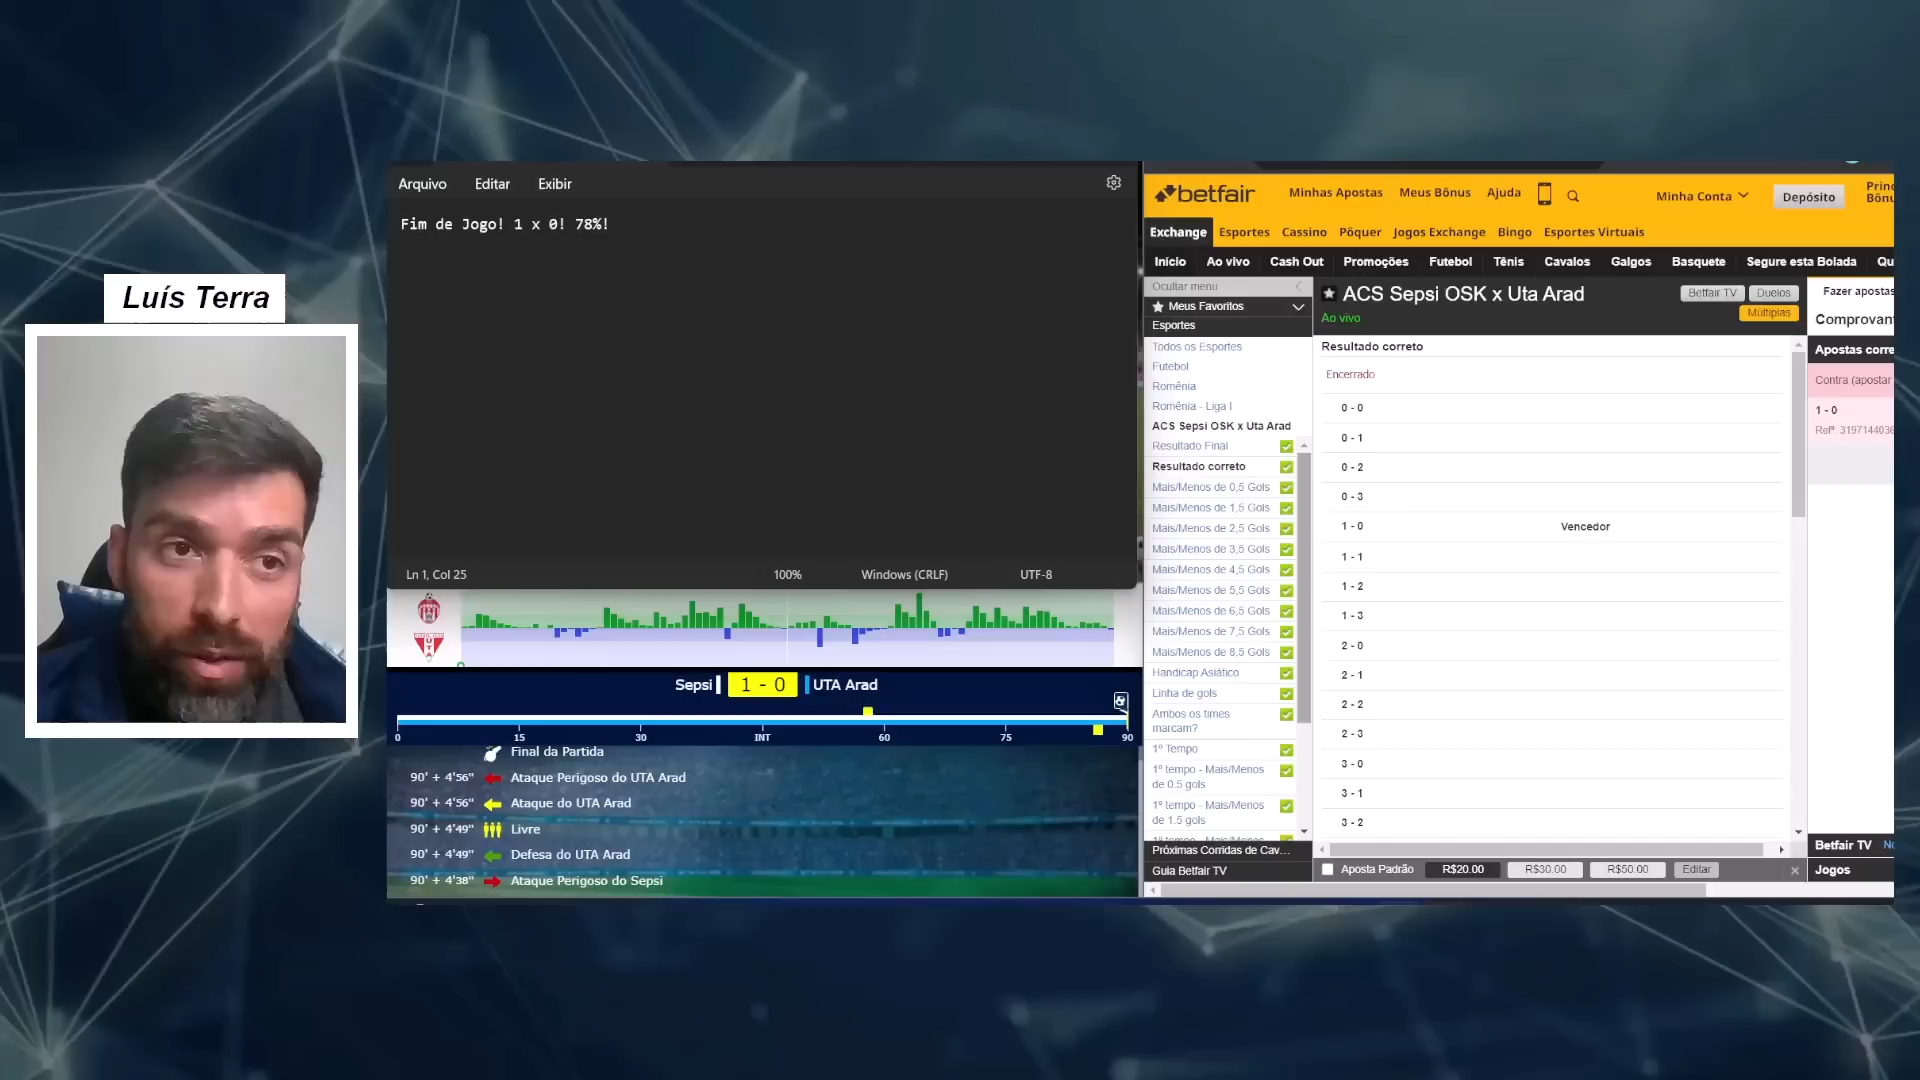 Luís Terra
Arquivo
Editar
Exibir
Fim de Jogo! 1 x 0! 78%!
Ln 1, Col 25
100%
Windows (CRLF)
UTF-8
Sepsi
1 - 0
UTA Arad
0
15
30
INT
60
75
90
Final da Partida
90' + 4'56" Ataque Perigoso do UTA Arad
90' + 4'56" Ataque do UTA Arad
90' + 4'49" Livre
90' + 4'49" Defesa do UTA Arad
90' + 4'38" Ataque Perigoso do Sepsi
betfair
Minhas Apostas
Meus Bônus
Ajuda
Minha Conta
Depósito
Exchange
Esportes
Cassino
Pôquer
Jogos Exchange
Bingo
Esportes Virtuais
Início
Ao vivo
Cash Out
Promoções
Futebol
Tênis
Cavalos
Galgos
Basquete
Segure esta Bolada
Qu
Ocultar menu
Meus Favoritos
Esportes
Todos os Esportes
Futebol
Romênia
Romênia - Liga I
ACS Sepsi OSK x Uta Arad
Resultado Final
Resultado correto
Mais/Menos de 0,5 Gols
Mais/Menos de 1,5 Gols
Mais/Menos de 2,5 Gols
Mais/Menos de 3,5 Gols
Mais/Menos de 4,5 Gols
Mais/Menos de 5,5 Gols
Mais/Menos de 6,5 Gols
Mais/Menos de 7,5 Gols
Mais/Menos de 8,5 Gols
Handicap Asiático
Linha de gols
Ambos os times
marcam?
1º Tempo
1º tempo - Mais/Menos
de 0.5 gols
1º tempo - Mais/Menos
de 1.5 gols
Próximas Corridas de Cav...
Guia Betfair TV
ACS Sepsi OSK x Uta Arad
Ao vivo
Betfair TV
Duelos
Múltiplas
Resultado correto
Encerrado
0 - 0
0 - 1
0 - 2
0 - 3
1 - 0 Vencedor
1 - 1
1 - 2
1 - 3
2 - 0
2 - 1
2 - 2
2 - 3
3 - 0
3 - 1
3 - 2
Aposta Padrão
R$20.00
R$30.00
R$50.00
Editar
Fazer apostas
Comprovan
Apostas corre
Contra (apostar
1 - 0
Refº 3197144036
Betfair TV
Jogos